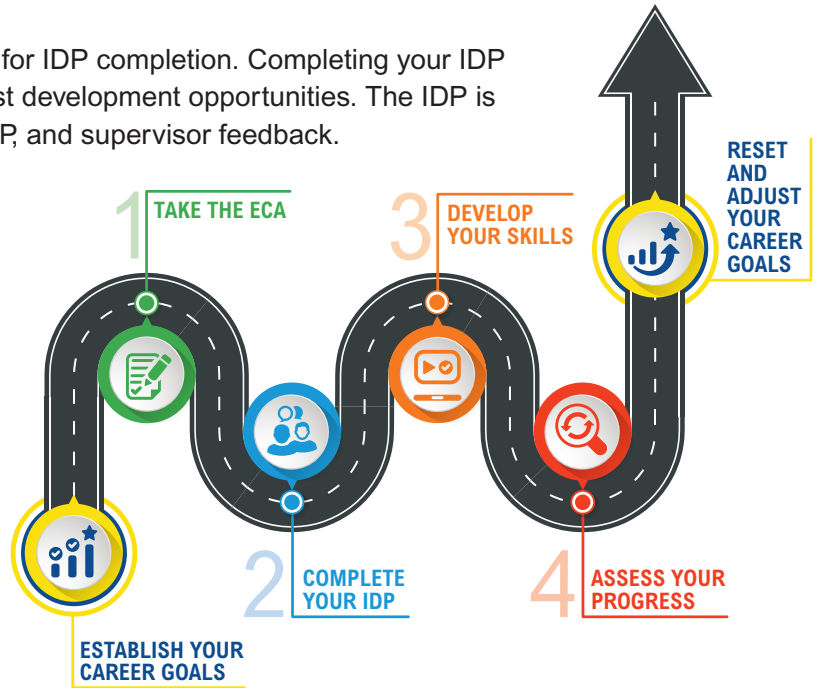 for IDP completion. Completing your IDP
st development opportunities. The IDP is
P, and supervisor feedback.
1
TAKE THE ECA
3
DEVELOP
YOUR SKILLS
RESET
AND
ADJUST
YOUR
CAREER
GOALS
2
COMPLETE
YOUR IDP
4
ASSESS YOUR
PROGRESS
ESTABLISH YOUR
CAREER GOALS